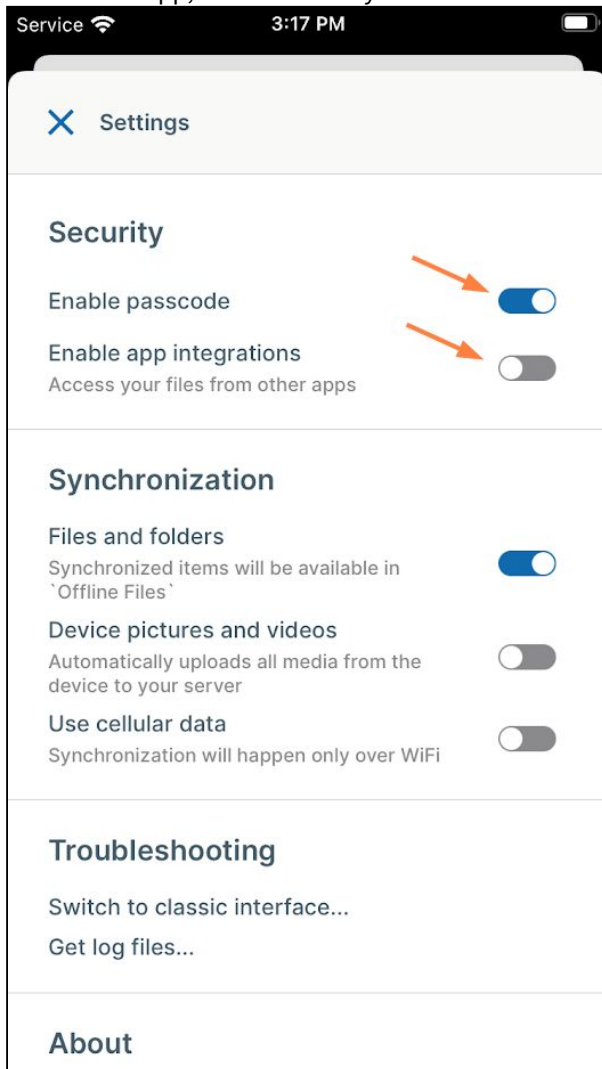 Service 3:17 PM
Settings
Security
Enable passcode
Enable app integrations
Access your files from other apps
Synchronization
Files and folders
Synchronized items will be available in
`Offline Files`
Device pictures and videos
Automatically uploads all media from the
device to your server
Use cellular data
Synchronization will happen only over WiFi
Troubleshooting
Switch to classic interface...
Get log files...
About